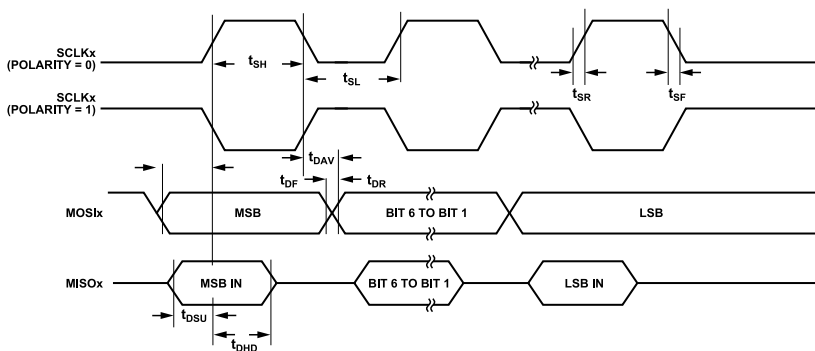 SCLKx
(POLARITY = 0)
tSH
tSL
tSR
tSF
SCLKx
(POLARITY = 1)
tDAV
tDF
tDR
MOSIx
MSB
BIT 6 TO BIT 1
LSB
MISOx
MSB IN
BIT 6 TO BIT 1
LSB IN
tDSU
tDHD